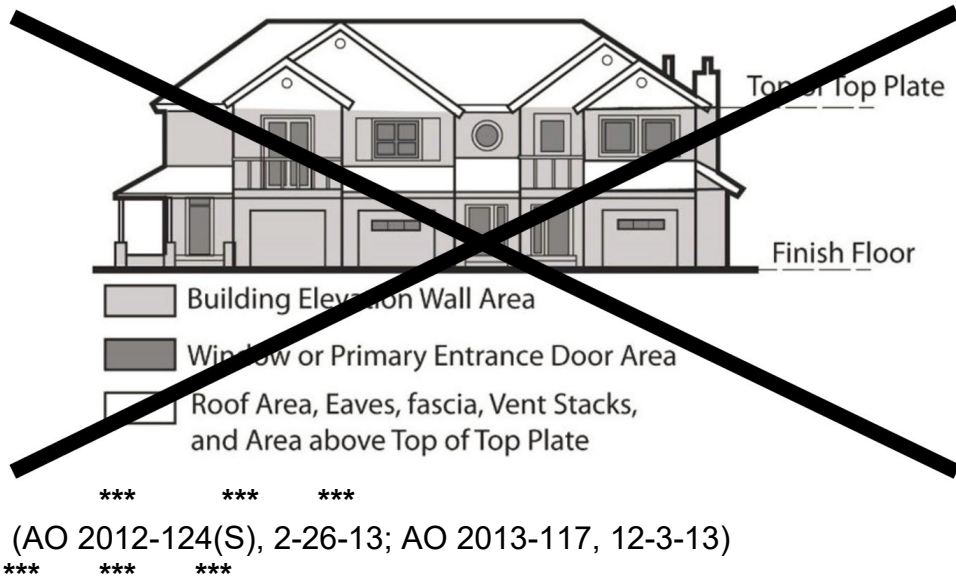 Top of Top Plate
Finish Floor
Building Elevation Wall Area
Window or Primary Entrance Door Area
Roof Area, Eaves, fascia, Vent Stacks,
and Area above Top of Top Plate
*** *** ***
(AO 2012-124(S), 2-26-13; AO 2013-117, 12-3-13)
*** *** ***